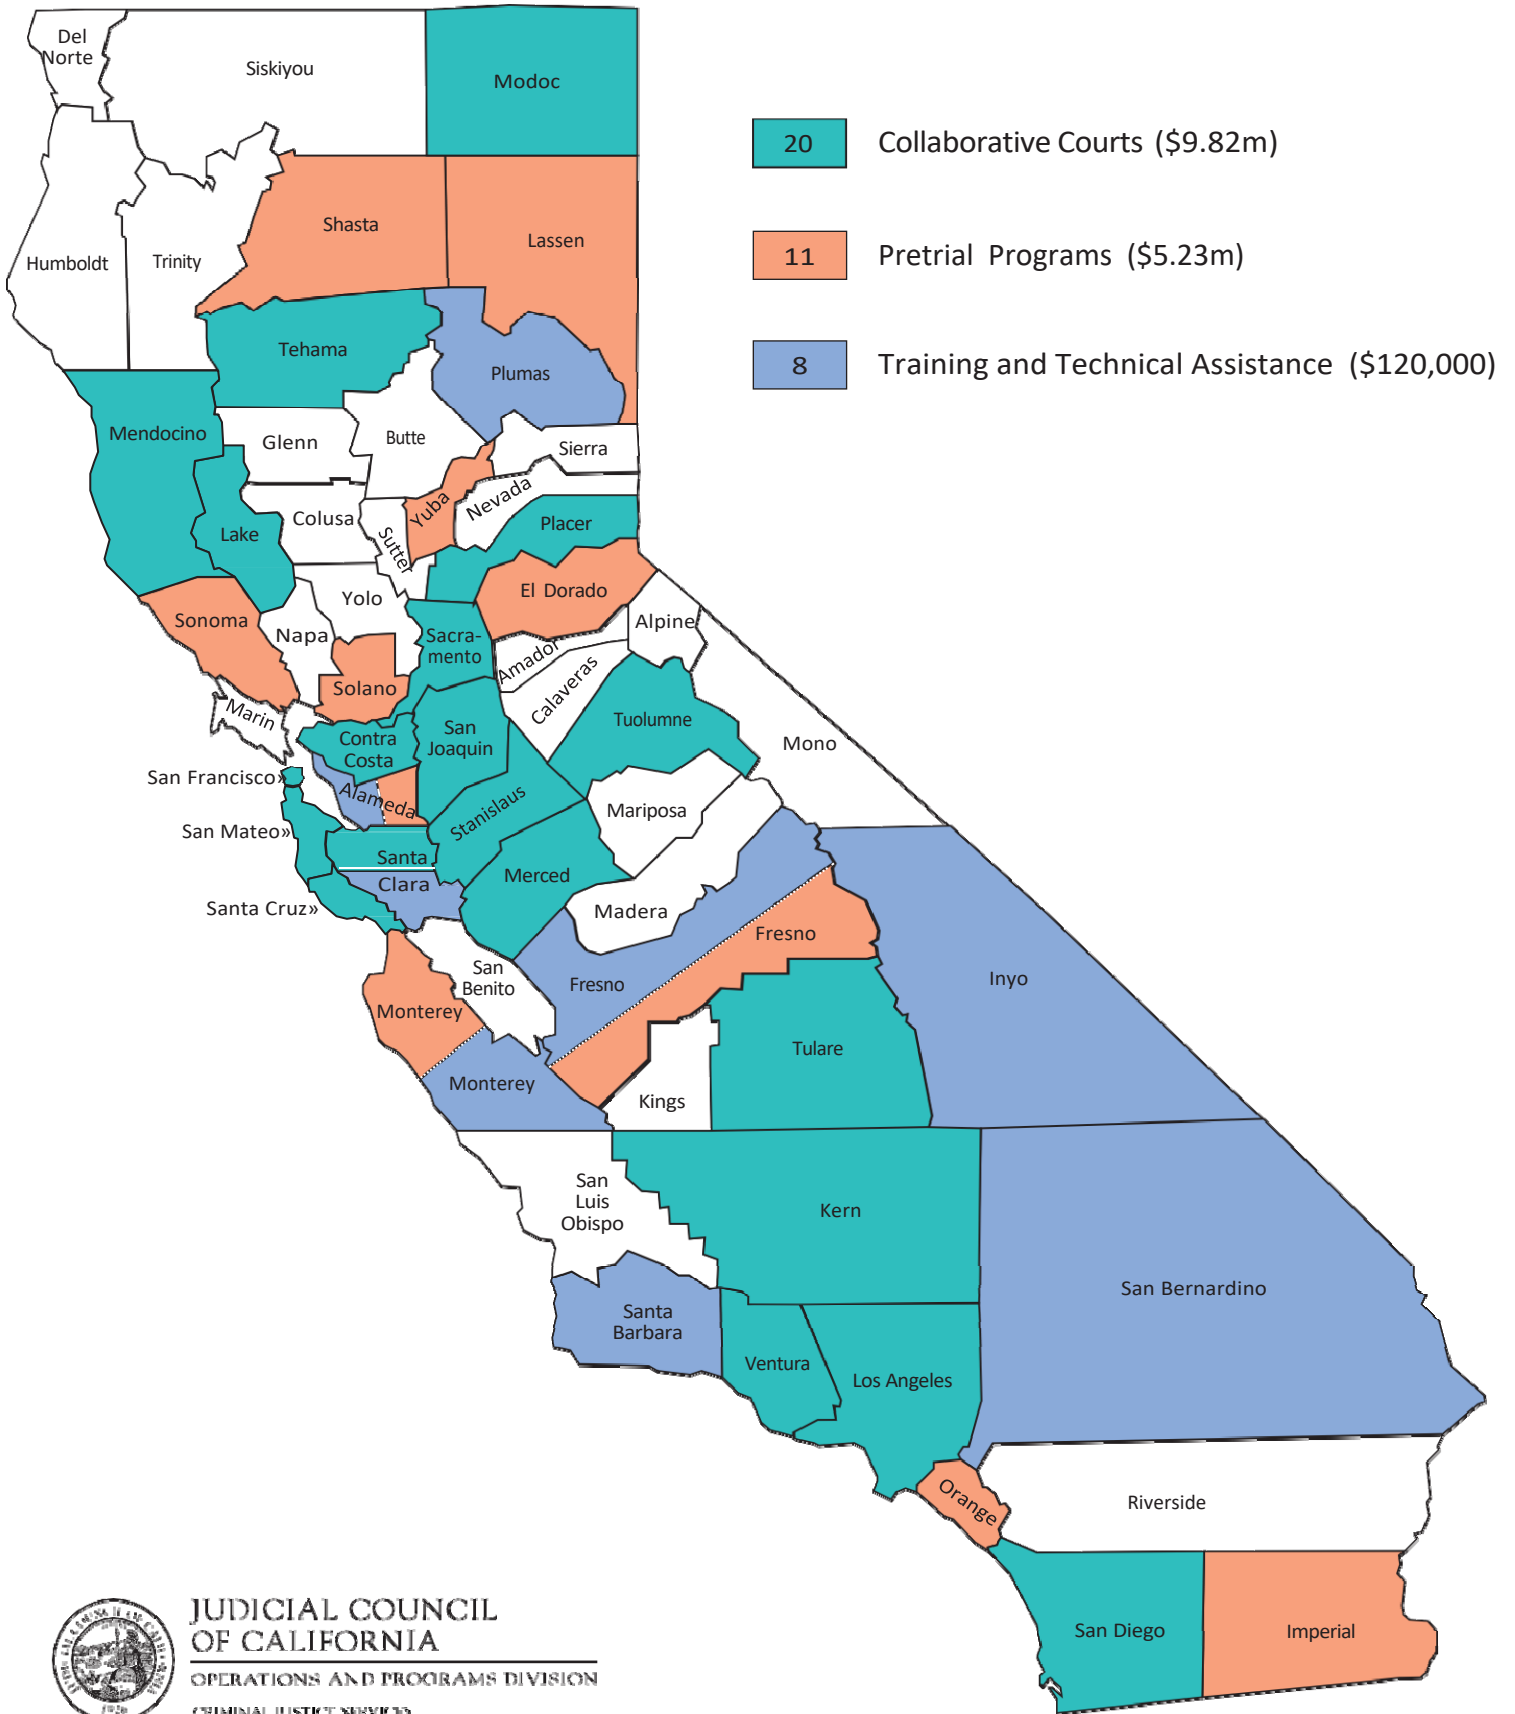 Del
Norte
Siskiyou
Modoc
20 Collaborative Courts ($9.82m)
Shasta
Lassen
11 Pretrial Programs ($5.23m)
Humboldt
Trinity
Tehama
Plumas
8 Training and Technical Assistance ($120,000)
Mendocino
Glenn
Butte
Sierra
Lake
Colusa
Sutter
Yuba
Nevada
Placer
El Dorado
Sonoma
Napa
Yolo
Sacra-
mento
Amador
Alpine
Solano
Calaveras
Marin
Contra
Costa
San
Joaquin
Tuolumne
Mono
San Francisco»
Alameda
Stanislaus
Mariposa
San Mateo»
Santa
Clara
Merced
Santa Cruz»
Madera
Fresno
San
Benito
Fresno
Inyo
Monterey
Tulare
Monterey
Kings
San
Luis
Obispo
Kern
San Bernardino
Santa
Barbara
Ventura
Los Angeles
Orange
Riverside
San Diego
Imperial
JUDICIAL COUNCIL
OF CALIFORNIA
OPERATIONS AND PROGRAMS DIVISION
CRIMINAL JUSTICE SERVICES